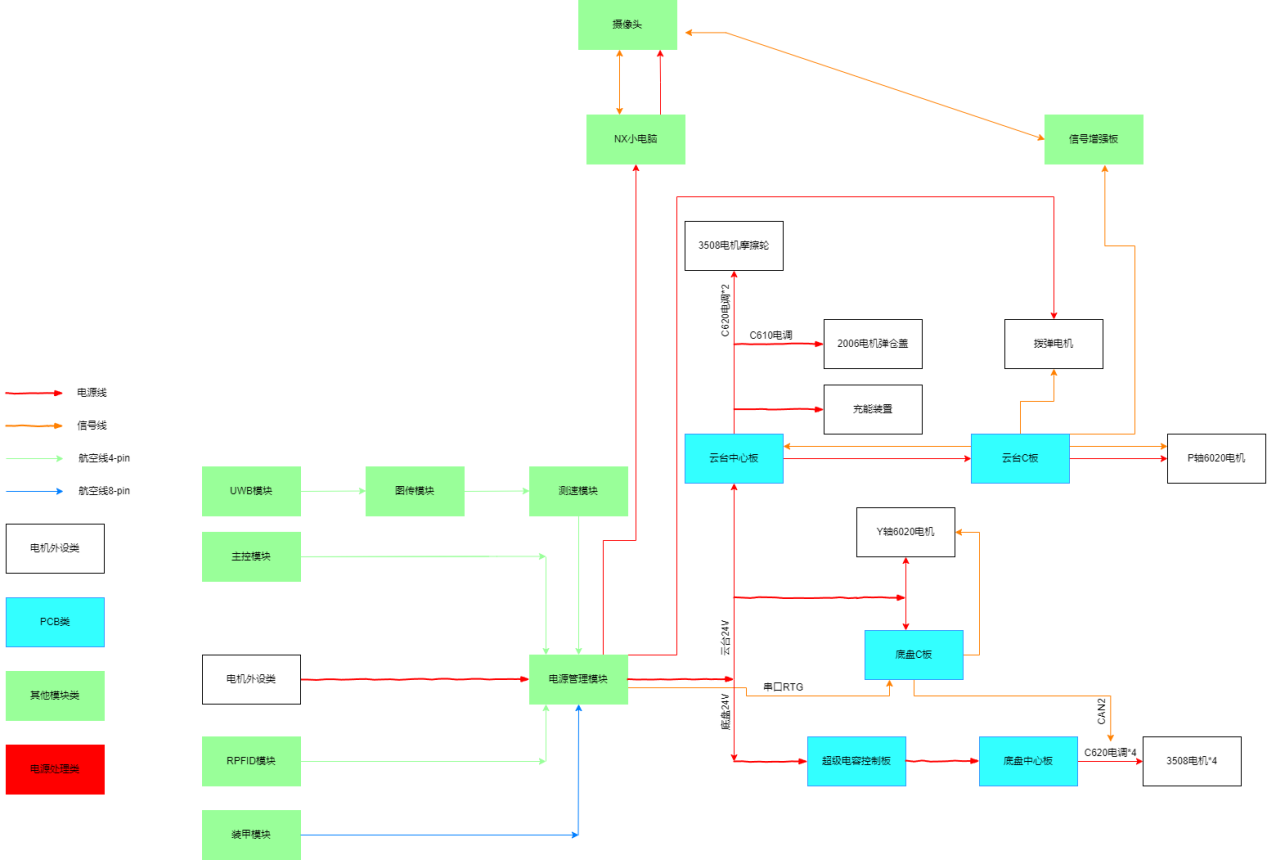 摄像头
NX小电脑
信号增强板
3508电机摩擦轮
C620电调*2
C610电调
2006电机弹仓盖
拨弹电机
充能装置
云台中心板
云台C板
P轴6020电机
电源线
信号线
航空线4-pin
航空线8-pin
电机外设类
PCB类
其他模块类
电源处理类
UWB模块
图传模块
测速模块
主控模块
电机外设类
电源管理模块
RPFID模块
装甲模块
Y轴6020电机
云台24V
底盘C板
串口RTG
底盘24V
CAN2
超级电容控制板
底盘中心板
C620电调*4
3508电机*4